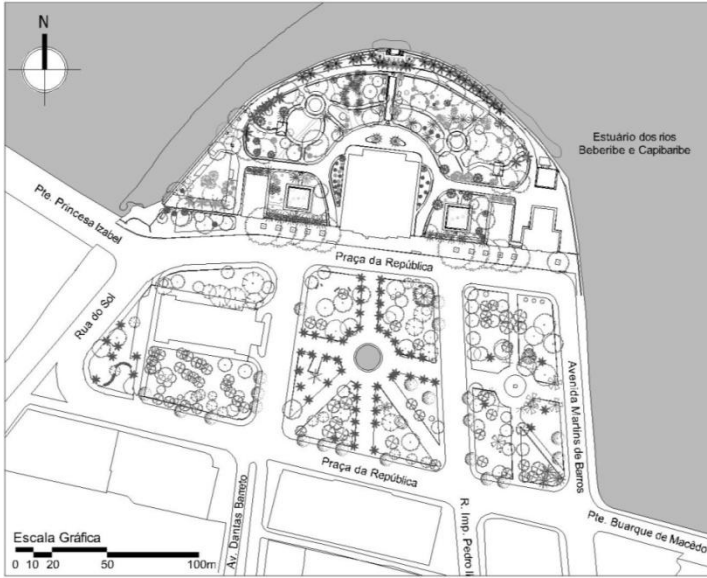 N
Estuário dos rios
Beberibe e Capibaribe
Pte. Princesa Izabel
Praça da República
Rua do Sol
Avenida Martins de Barros
Praça da República
Av. Dantas Barreto
R. Imp. Pedro II
Pte. Buarque de Macêdo
Escala Gráfica
0 10 20 50 100m